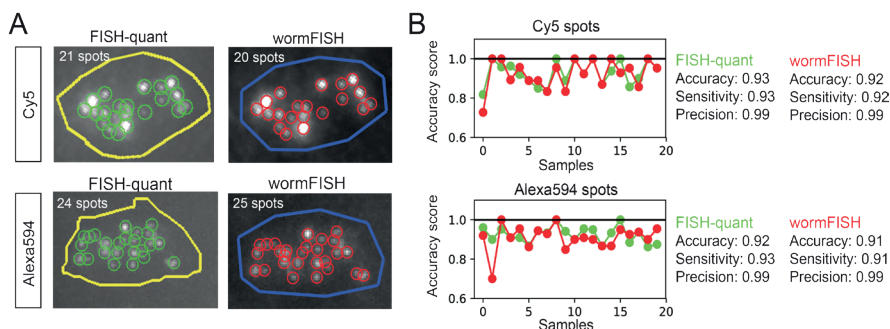 A
FISH-quant
wormFISH
Cy5
21 spots
20 spots
FISH-quant
wormFISH
Alexa594
24 spots
25 spots
B
Cy5 spots
Accuracy score
1.0
0.8
0.6
0
5
10
15
20
Samples
FISH-quant
Accuracy: 0.93
Sensitivity: 0.93
Precision: 0.99
wormFISH
Accuracy: 0.92
Sensitivity: 0.92
Precision: 0.99
Alexa594 spots
Accuracy score
1.0
0.8
0.6
0
5
10
15
20
Samples
FISH-quant
Accuracy: 0.92
Sensitivity: 0.93
Precision: 0.99
wormFISH
Accuracy: 0.91
Sensitivity: 0.91
Precision: 0.99